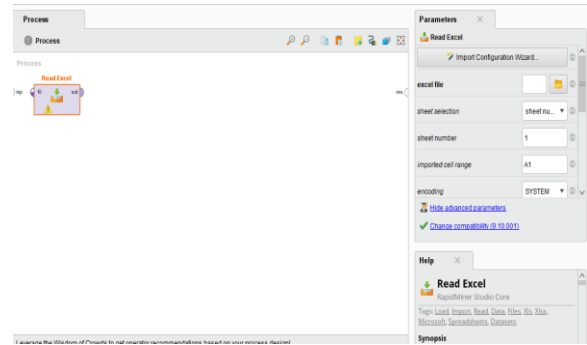 Process
Process
Process
Read Excel
inp
fil
out
res
Leverage the Wisdom of Crowds to get operator recommendations based on your process design!
Parameters
Read Excel
Import Configuration Wizard...
excel file
sheet selection
sheet nu...
sheet number
1
imported cell range
A1
encoding
SYSTEM
Hide advanced parameters
Change compatibility (9.10.001)
Help
Read Excel
RapidMiner Studio Core
Tags: Load, Import, Read, Data, Files, Xls, Xlsx,
Microsoft, Spreadsheets, Datasets
Synopsis